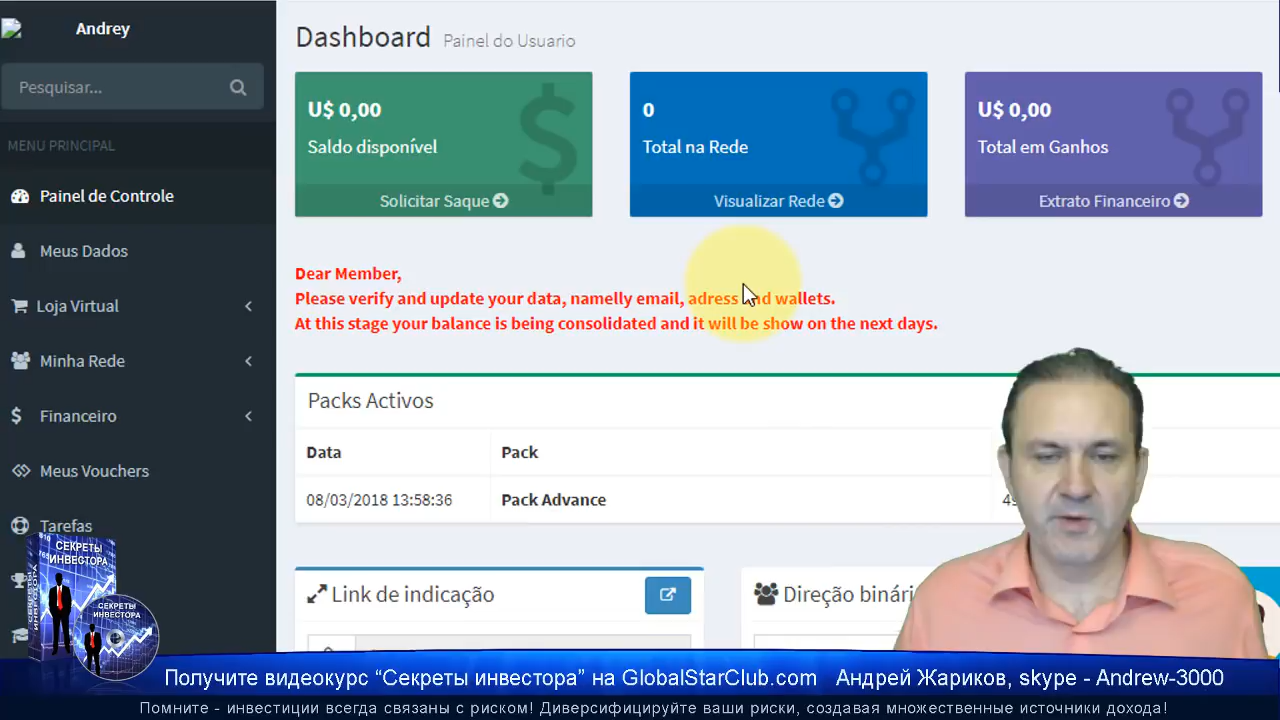 Andrey
Dashboard Painel do Usuario
Pesquisar...
U$ 0,00
Saldo disponível
Solicitar Saque
0
Total na Rede
Visualizar Rede
U$ 0,00
Total em Ganhos
Extrato Financeiro
MENU PRINCIPAL
Painel de Controle
Meus Dados
Loja Virtual
Minha Rede
Financeiro
Meus Vouchers
Tarefas
Dear Member,
Please verify and update your data, namelly email, adress and wallets.
At this stage your balance is being consolidated and it will be show on the next days.
Packs Activos
Data Pack
08/03/2018 13:58:36 Pack Advance
Link de indicação
Direção
СЕКРЕТЫ
ИНВЕСТОРА
СЕКРЕТЫ ИНВЕСТОРА
СЕКРЕТЫ
ИНВЕСТОРА
Получите видеокурс “Секреты инвестора” на GlobalStarClub.com Андрей Жариков, skype - Andrew-3000
Помните - инвестиции всегда связаны с риском! Диверсифицируйте ваши риски, создавая множественные источники дохода!